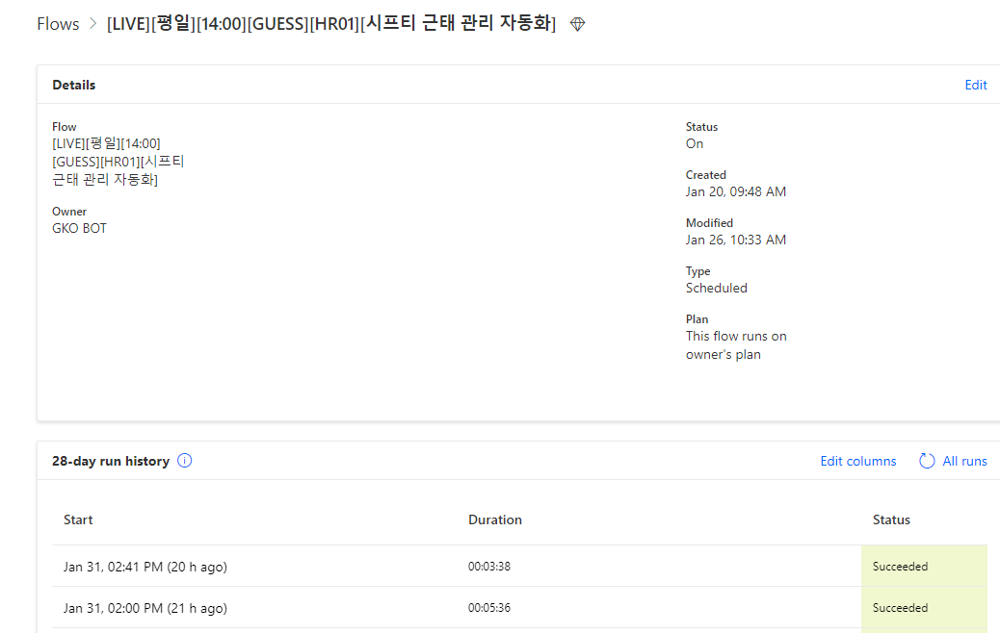 Flows > [LIVE][평일][14:00][GUESS][HR01][시프티 근태 관리 자동화]
Details
Edit
Flow
[LIVE][평일][14:00]
[GUESS][HR01][시프티
근태 관리 자동화]
Owner
GKO BOT
Status
On
Created
Jan 20, 09:48 AM
Modified
Jan 26, 10:33 AM
Type
Scheduled
Plan
This flow runs on
owner's plan
28-day run history
Edit columns
All runs
Start Duration Status
Jan 31, 02:41 PM (20 h ago) 00:03:38 Succeeded
Jan 31, 02:00 PM (21 h ago) 00:05:36 Succeeded